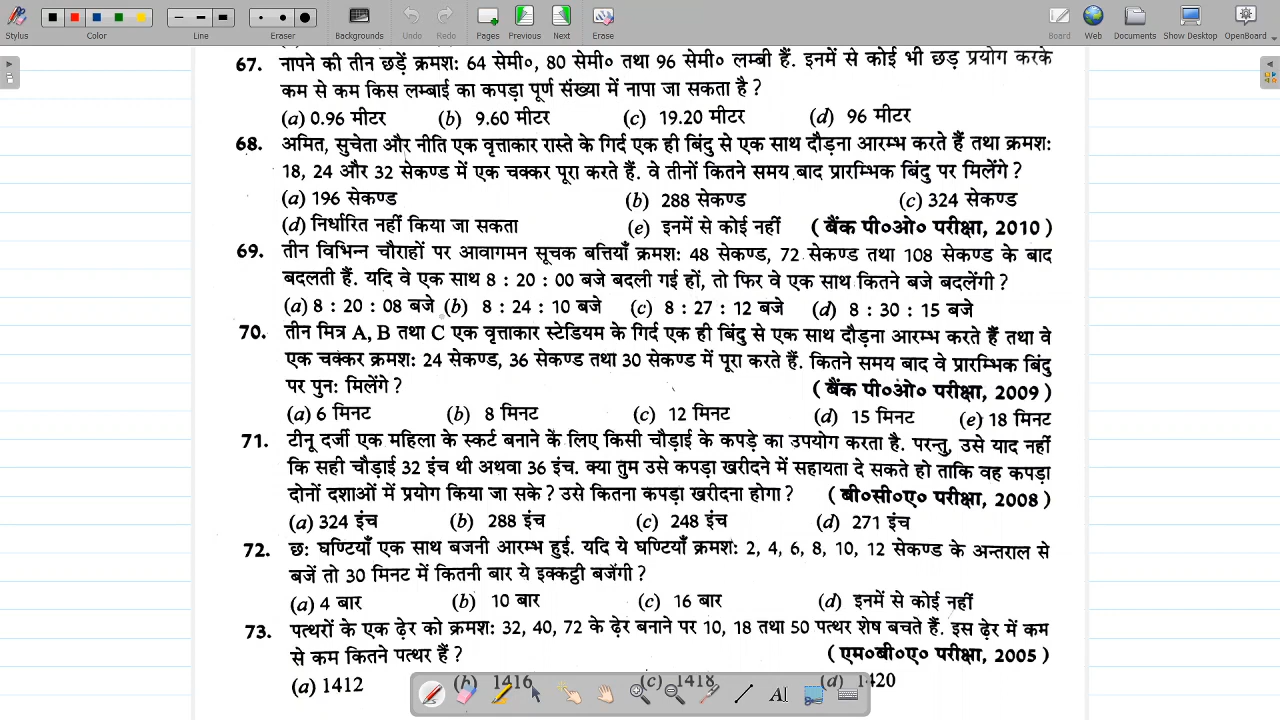 Stylus Color Line Eraser Backgrounds Undo Redo Pages Previous Next Erase Board Web Documents Show Desktop OpenBoard
67. नापने की तीन छड़ें क्रमश: 64 सेमी०, 80 सेमी० तथा 96 सेमी० लम्बी हैं. इनमें से कोई भी छड़ प्रयोग करके
कम से कम किस लम्बाई का कपड़ा पूर्ण संख्या में नापा जा सकता है ?
(a) 0.96 मीटर (b) 9.60 मीटर (c) 19.20 मीटर (d) 96 मीटर
68. अमित, सुचेता और नीति एक वृत्ताकार रास्ते के गिर्द एक ही बिंदु से एक साथ दौड़ना आरम्भ करते हैं तथा क्रमश:
18, 24 और 32 सेकण्ड में एक चक्कर पूरा करते हैं. वे तीनों कितने समय बाद प्रारम्भिक बिंदु पर मिलेंगे ?
(a) 196 सेकण्ड (b) 288 सेकण्ड (c) 324 सेकण्ड
(d) निर्धारित नहीं किया जा सकता (e) इनमें से कोई नहीं ( बैंक पी०ओ० परीक्षा, 2010 )
69. तीन विभिन्न चौराहों पर आवागमन सूचक बत्तियाँ क्रमश: 48 सेकण्ड, 72 सेकण्ड तथा 108 सेकण्ड के बाद
बदलती हैं. यदि वे एक साथ 8 : 20 : 00 बजे बदली गई हों, तो फिर वे एक साथ कितने बजे बदलेंगी ?
(a) 8 : 20 : 08 बजे (b) 8 : 24 : 10 बजे (c) 8 : 27 : 12 बजे (d) 8 : 30 : 15 बजे
70. तीन मित्र A, B तथा C एक वृत्ताकार स्टेडियम के गिर्द एक ही बिंदु से एक साथ दौड़ना आरम्भ करते हैं तथा वे
एक चक्कर क्रमश: 24 सेकण्ड, 36 सेकण्ड तथा 30 सेकण्ड में पूरा करते हैं. कितने समय बाद वे प्रारम्भिक बिंदु
पर पुन: मिलेंगे ? ( बैंक पी०ओ० परीक्षा, 2009 )
(a) 6 मिनट (b) 8 मिनट (c) 12 मिनट (d) 15 मिनट (e) 18 मिनट
71. टीनू दर्जी एक महिला के स्कर्ट बनाने के लिए किसी चौड़ाई के कपड़े का उपयोग करता है. परन्तु, उसे याद नहीं
कि सही चौड़ाई 32 इंच थी अथवा 36 इंच. क्या तुम उसे कपड़ा खरीदने में सहायता दे सकते हो ताकि वह कपड़ा
दोनों दशाओं में प्रयोग किया जा सके ? उसे कितना कपड़ा खरीदना होगा ? ( बी०सी०ए० परीक्षा, 2008 )
(a) 324 इंच (b) 288 इंच (c) 248 इंच (d) 271 इंच
72. छ: घण्टियाँ एक साथ बजनी आरम्भ हुई. यदि ये घण्टियाँ क्रमश: 2, 4, 6, 8, 10, 12 सेकण्ड के अन्तराल से
बजें तो 30 मिनट में कितनी बार ये इक्कट्ठी बजेंगी ?
(a) 4 बार (b) 10 बार (c) 16 बार (d) इनमें से कोई नहीं
73. पत्थरों के एक ढ़ेर को क्रमश: 32, 40, 72 के ढ़ेर बनाने पर 10, 18 तथा 50 पत्थर शेष बचते हैं. इस ढ़ेर में कम
से कम कितने पत्थर हैं ? ( एम०बी०ए० परीक्षा, 2005 )
(a) 1412 (b) 1416 (c) 1418 (d) 1420